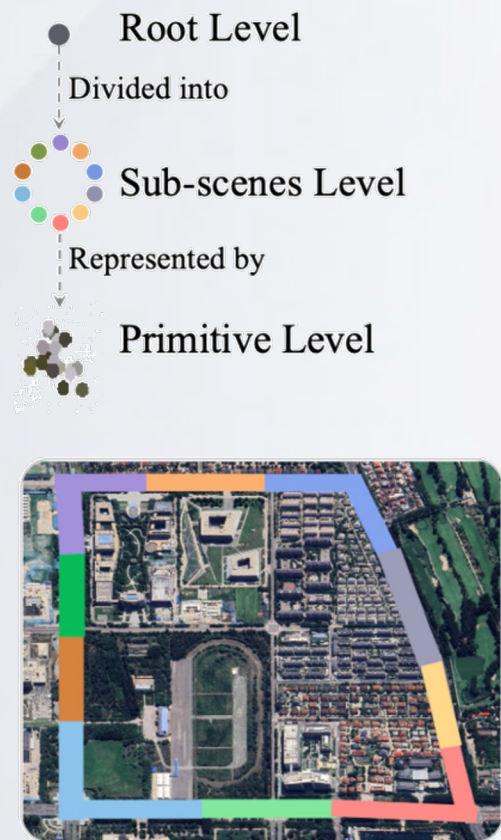 Root Level
Divided into
Sub-scenes Level
Represented by
Primitive Level